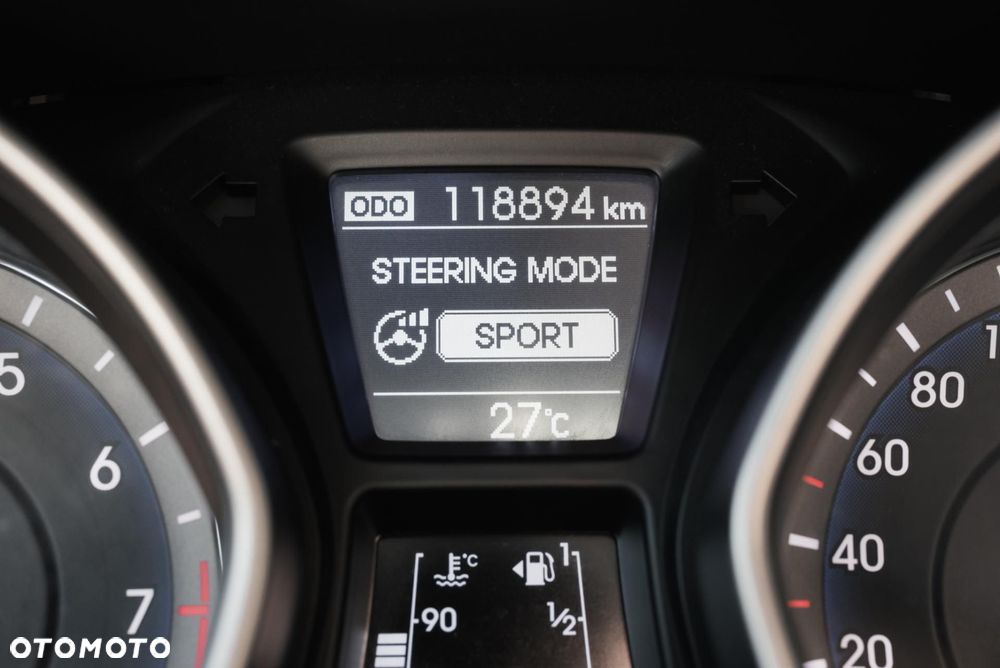 ODO 118894 km
STEERING MODE
SPORT
27°C
5
6
7
°C
90
1
1/2
80
60
40
20
OTOMOTO